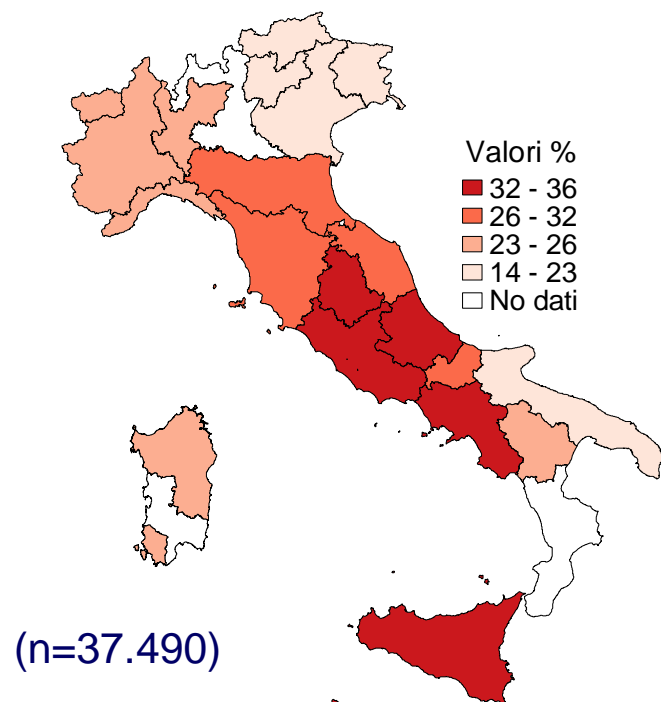 Valori %
32 - 36
26 - 32
23 - 26
14 - 23
No dati
(n=37.490)